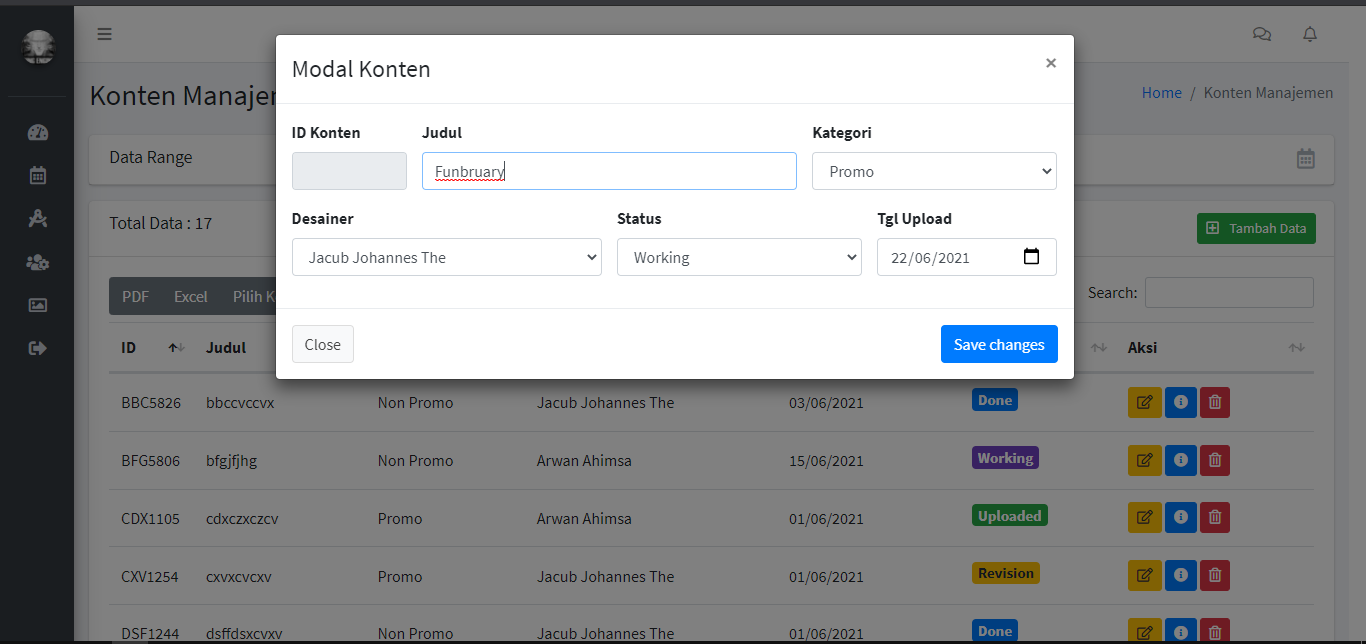 Modal Konten ×
Konten Manajer
Home / Konten Manajemen
ID Konten Judul Kategori
Funbruary Promo
Data Range
Desainer Status Tgl Upload
Total Data : 17
Tambah Data
Jacub Johannes The Working 22/06/2021
PDF Excel Pilih K
Search:
Close Save changes
ID Judul Aksi
BBC5826 bbccvccvx Non Promo Jacub Johannes The 03/06/2021 Done
BFG5806 bfgjfjhg Non Promo Arwan Ahimsa 15/06/2021 Working
CDX1105 cdxczxczcv Promo Arwan Ahimsa 01/06/2021 Uploaded
CXV1254 cxvxcvcxv Promo Jacub Johannes The 01/06/2021 Revision
DSF1244 dsffdsxcvxv Non Promo Jacub Johannes The 01/06/2021 Done